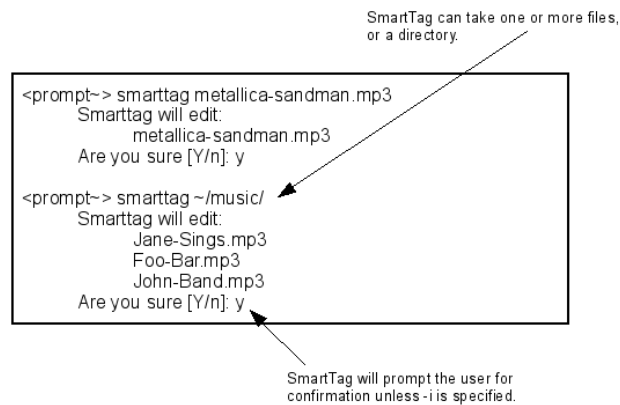 SmartTag can take one or more files,
or a directory.
<prompt~> smarttag metallica-sandman.mp3
Smarttag will edit:
metallica-sandman.mp3
Are you sure [Y/n]: y
<prompt~> smarttag ~/music/
Smarttag will edit:
Jane-Sings.mp3
Foo-Bar.mp3
John-Band.mp3
Are you sure [Y/n]: y
SmartTag will prompt the user for
confirmation unless -i is specified.